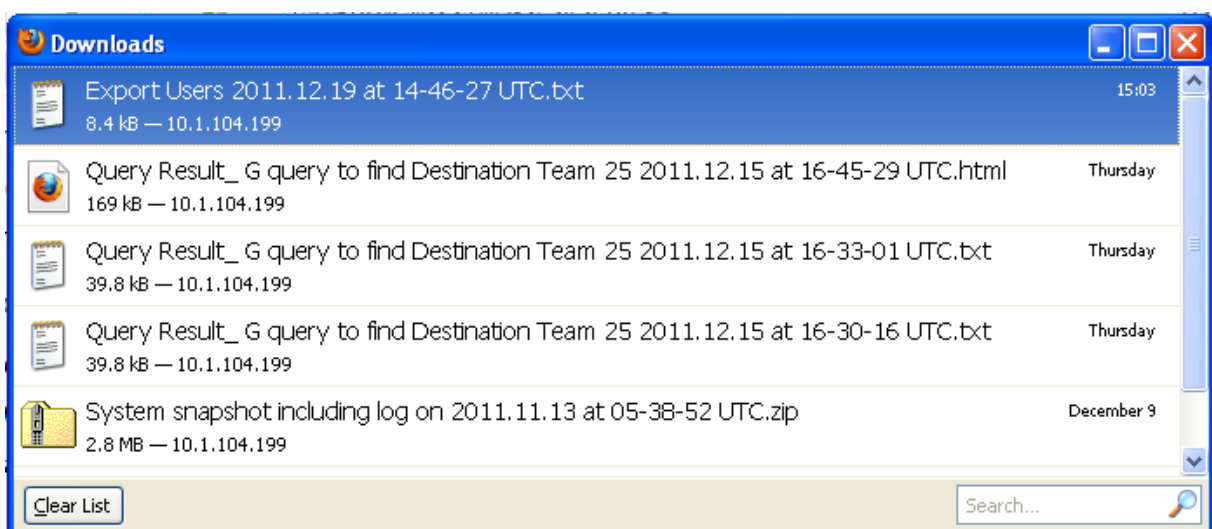 Downloads
Export Users 2011.12.19 at 14-46-27 UTC.txt 15:03
8.4 kB — 10.1.104.199
Query Result_ G query to find Destination Team 25 2011.12.15 at 16-45-29 UTC.html Thursday
169 kB — 10.1.104.199
Query Result_ G query to find Destination Team 25 2011.12.15 at 16-33-01 UTC.txt Thursday
39.8 kB — 10.1.104.199
Query Result_ G query to find Destination Team 25 2011.12.15 at 16-30-16 UTC.txt Thursday
39.8 kB — 10.1.104.199
System snapshot including log on 2011.11.13 at 05-38-52 UTC.zip December 9
2.8 MB — 10.1.104.199
Clear List Search...